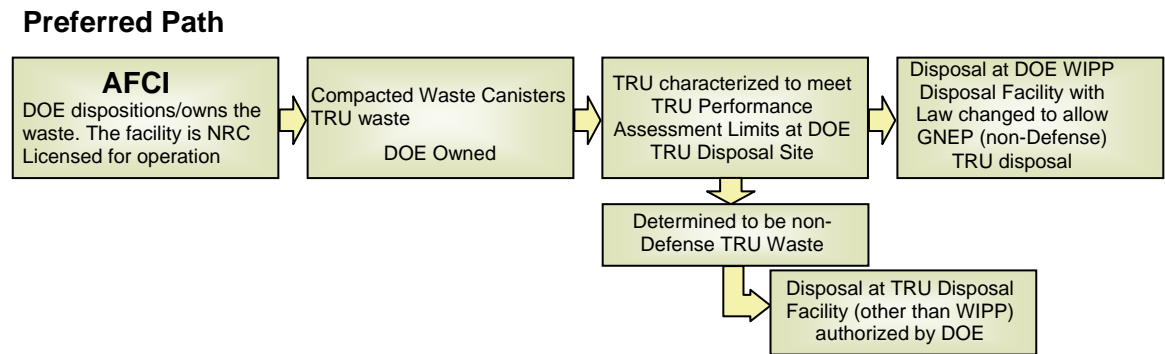 Preferred Path
AFCI
DOE dispositions/owns the
waste. The facility is NRC
Licensed for operation
Compacted Waste Canisters
TRU waste
DOE Owned
TRU characterized to meet
TRU Performance
Assessment Limits at DOE
TRU Disposal Site
Disposal at DOE WIPP
Disposal Facility with
Law changed to allow
GNEP (non-Defense)
TRU disposal
Determined to be non-
Defense TRU Waste
Disposal at TRU Disposal
Facility (other than WIPP)
authorized by DOE